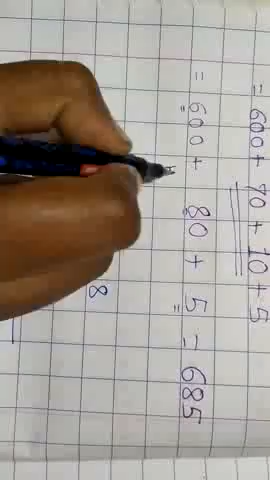 = 600 + 70 + 10 + 5
= 600 + 80 + 5 = 685
8